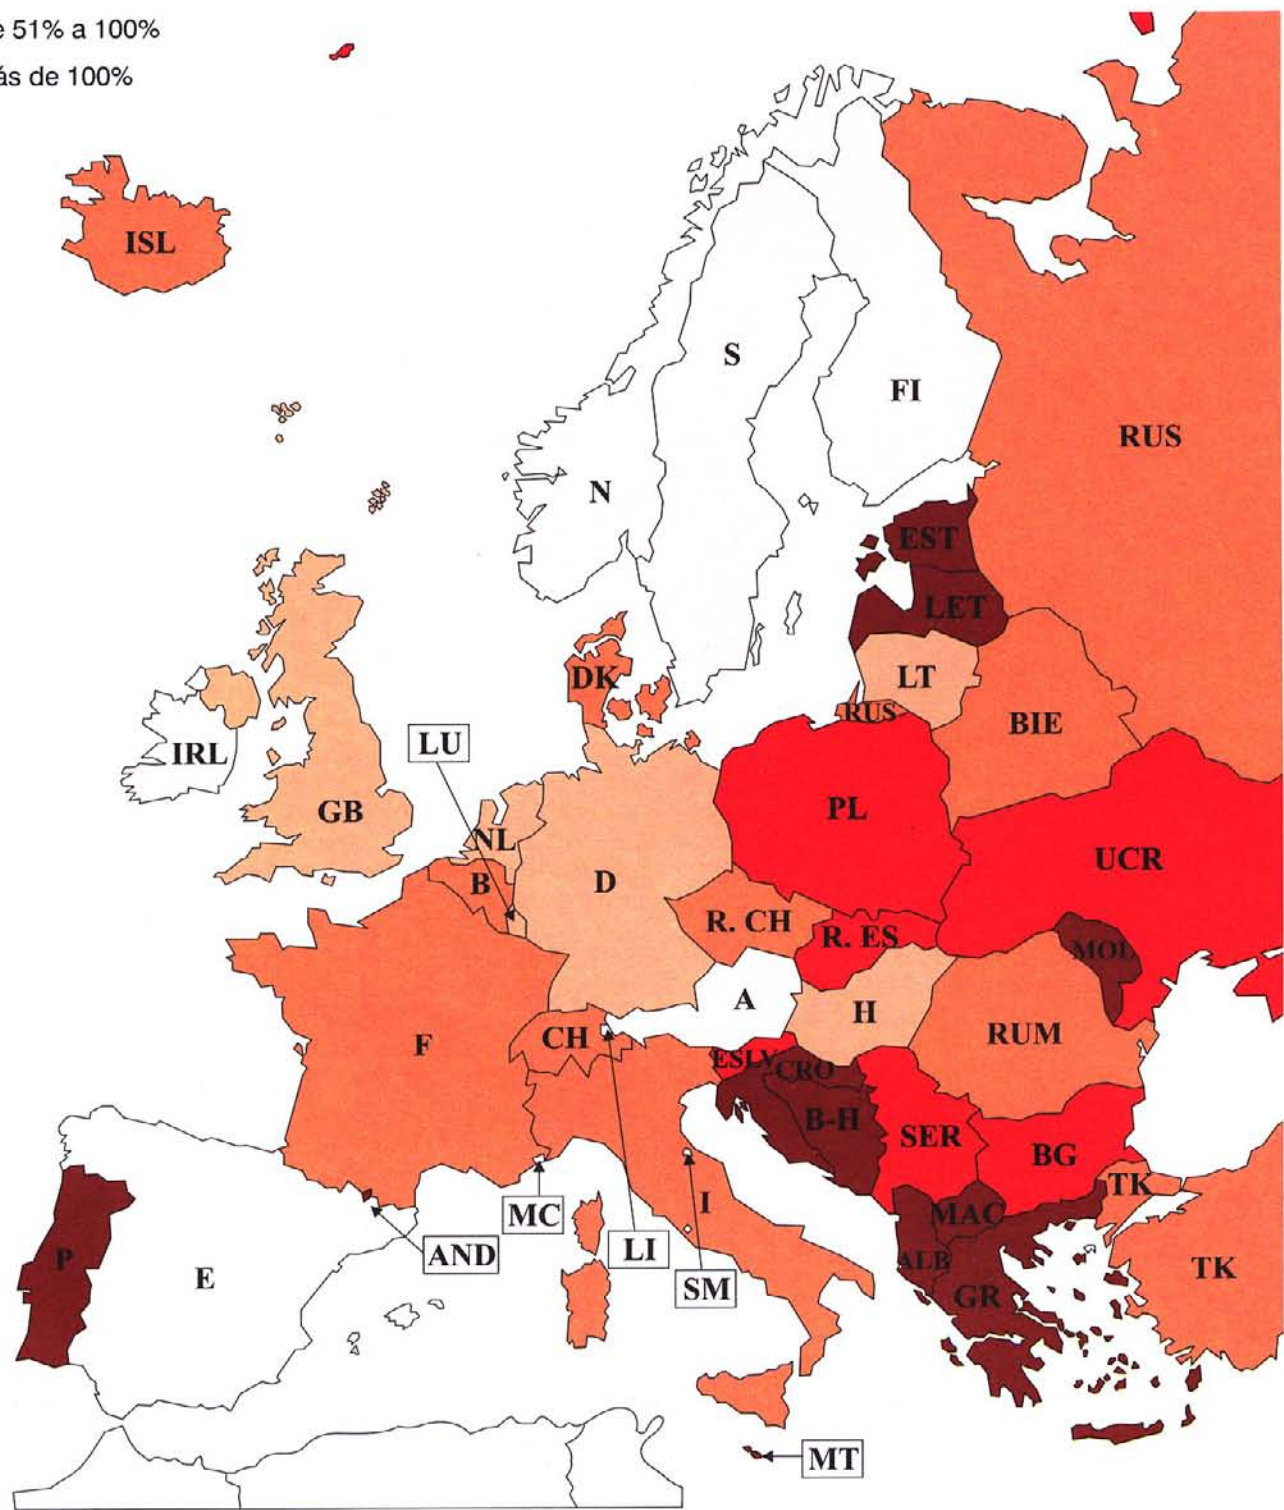 e 51% a 100%
ás de 100%
ISL
S
FI
RUS
N
EST
LET
DK
LT
RUS
BIE
IRL
LU
GB
NL
PL
UCR
B
D
R. CH
R. ES
MOL
A
H
F
CH
RUM
ESLV
CRO
B-H
SER
BG
TK
MC
I
MAC
P
AND
LI
ALB
E
SM
GR
TK
MT